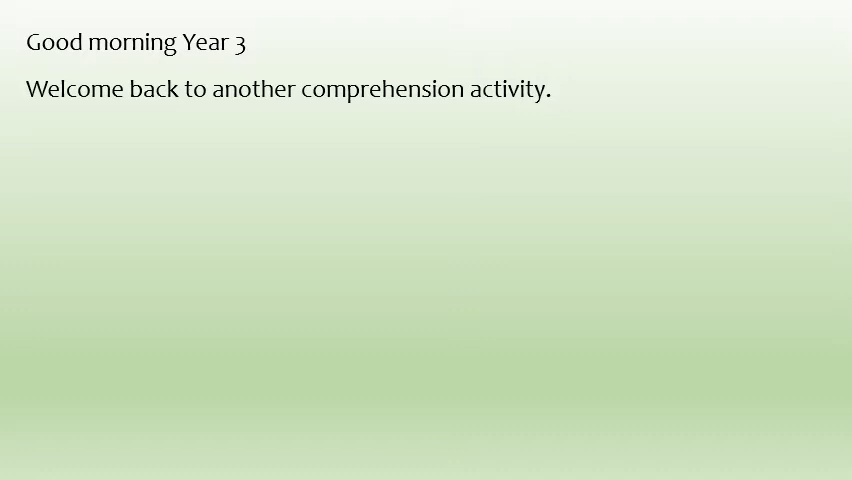 Good morning Year 3
Welcome back to another comprehension activity.